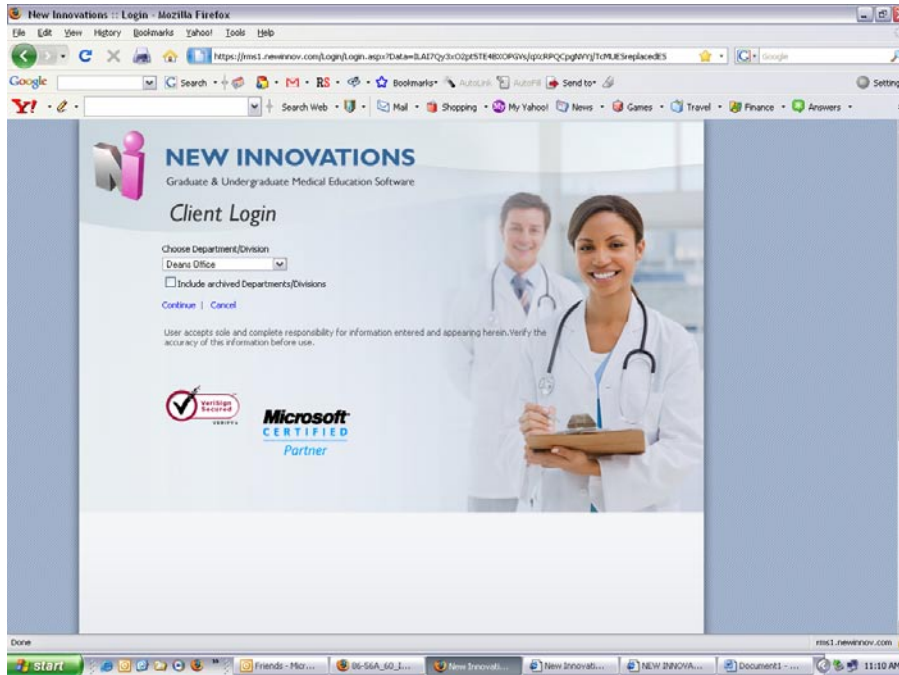 New Innovations :: Login - Mozilla Firefox
File Edit View History Bookmarks Yahoo! Tools Help
Google
Google Search RS Bookmarks AutoLink AutoFill Send to Setting
Y! Search Web Mail Shopping My Yahoo! News Games Travel Finance Answers
NEW INNOVATIONS
Graduate & Undergraduate Medical Education Software
Client Login
Choose Department/Division
Deans Office
Include archived Departments/Divisions
Continue | Cancel
User accepts sole and complete responsibility for information entered and appearing herein.Verify the
accuracy of this information before use.
VeriSign
Secured
VERIFY
Microsoft
CERTIFIED
Partner
Done rms1.newinnov.com
start Friends - Micr... New Innovati... New Innovati... NEW INNOVA... Document1 - ... 11:10 AM